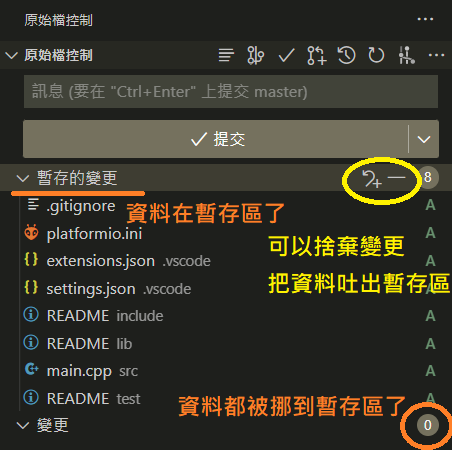 原始檔控制
原始檔控制
訊息 (要在 "Ctrl+Enter" 上提交 master)
提交
暫存的變更 8
.gitignore A
資料在暫存區了
platformio.ini A
可以捨棄變更
extensions.json .vscode A
把資料吐出暫存區
settings.json .vscode A
README include A
README lib A
main.cpp src A
README test A
資料都被挪到暫存區了
變更 0